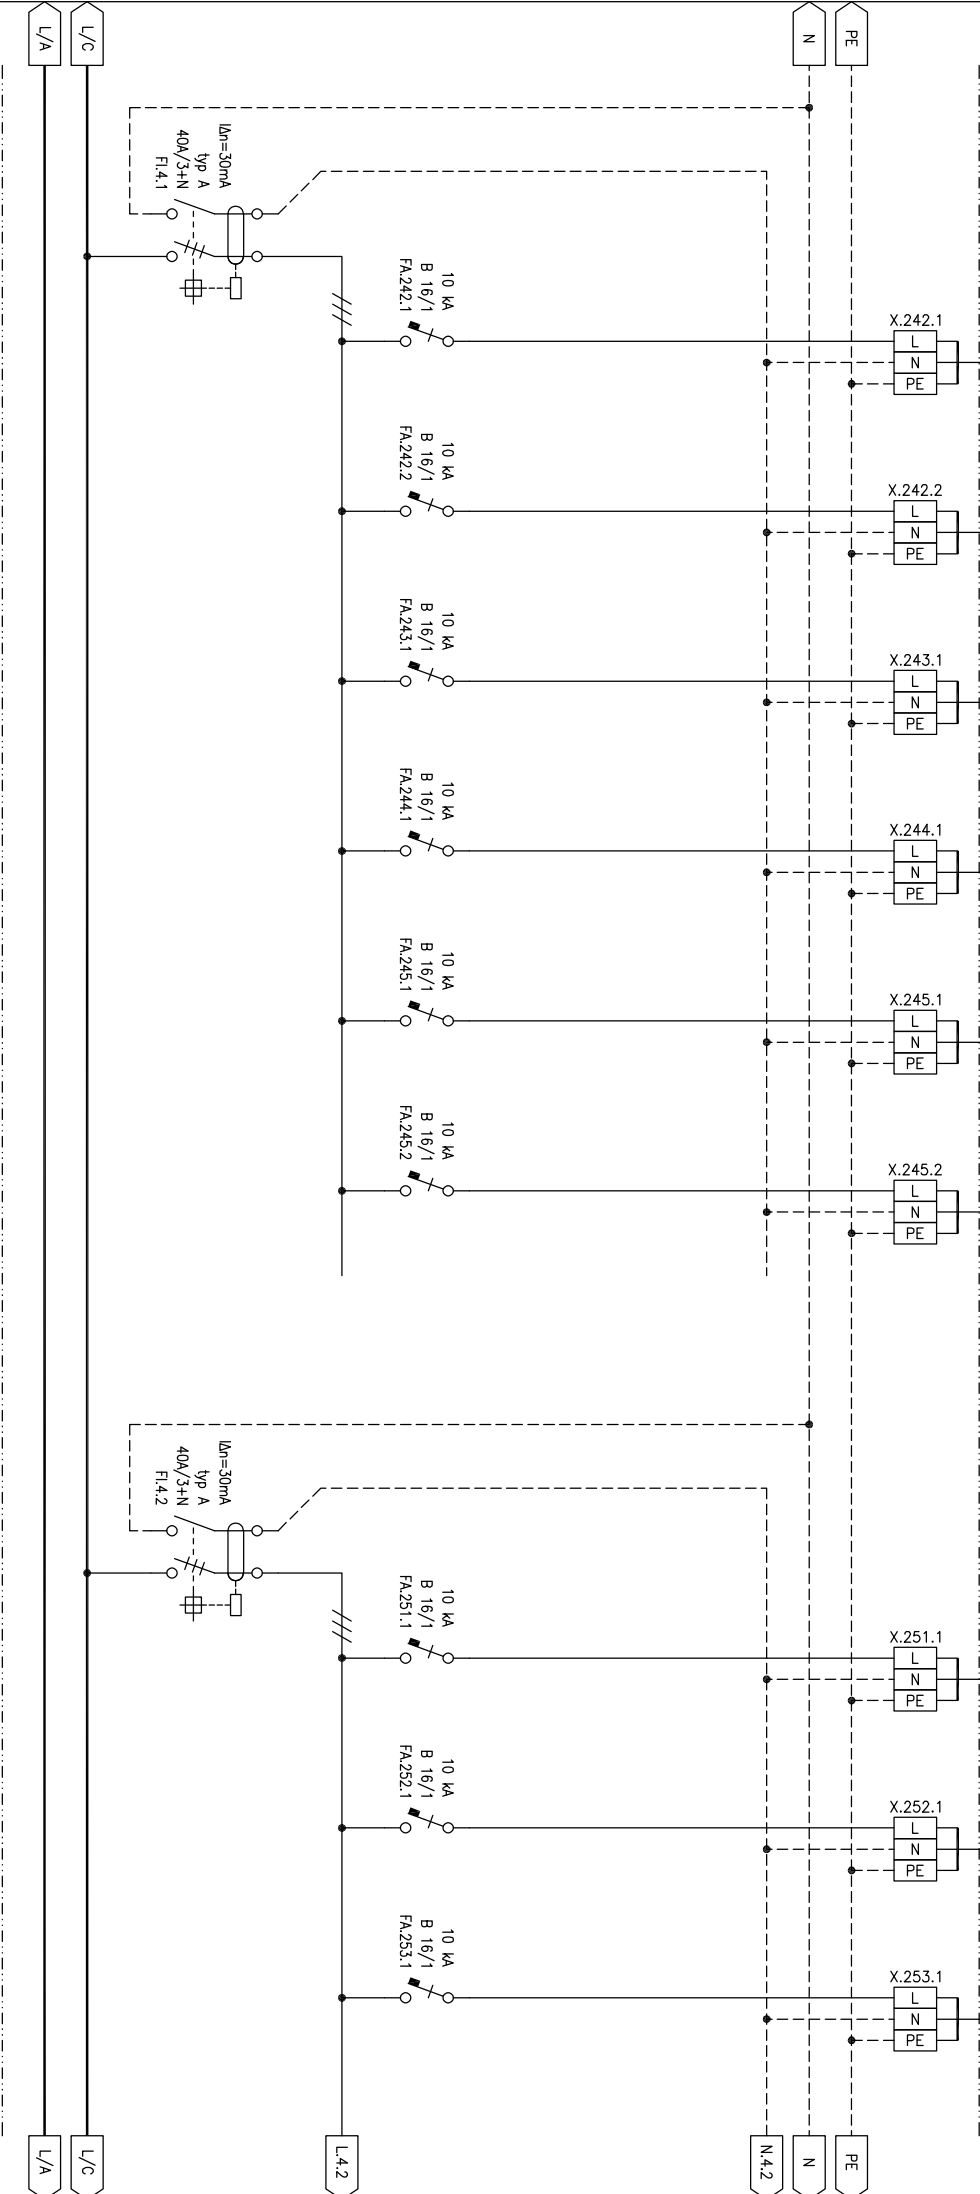 L/A
L/C
N
PE
IΔn=30mA
typ A
40A/3+N
FI.4.1
10 kA
B 16/1
FA.242.1
X.242.1
L
N
PE
10 kA
B 16/1
FA.242.2
X.242.2
L
N
PE
10 kA
B 16/1
FA.243.1
X.243.1
L
N
PE
10 kA
B 16/1
FA.244.1
X.244.1
L
N
PE
10 kA
B 16/1
FA.245.1
X.245.1
L
N
PE
10 kA
B 16/1
FA.245.2
X.245.2
L
N
PE
IΔn=30mA
typ A
40A/3+N
FI.4.2
10 kA
B 16/1
FA.251.1
X.251.1
L
N
PE
10 kA
B 16/1
FA.252.1
X.252.1
L
N
PE
10 kA
B 16/1
FA.253.1
X.253.1
L
N
PE
L/A
L/C
L.4.2
N.4.2
N
PE